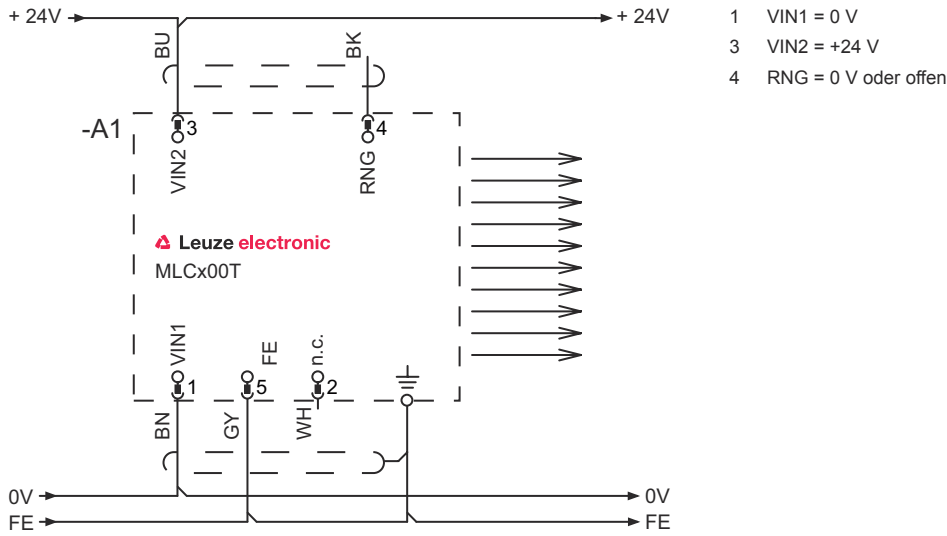 + 24V
+ 24V
1 VIN1 = 0 V
3 VIN2 = +24 V
4 RNG = 0 V oder offen
BU
BK
-A1
3
4
VIN2
RNG
Leuze electronic
MLCx00T
VIN1
FE
n.c.
1
5
2
BN
GY
WH
0V
0V
FE
FE